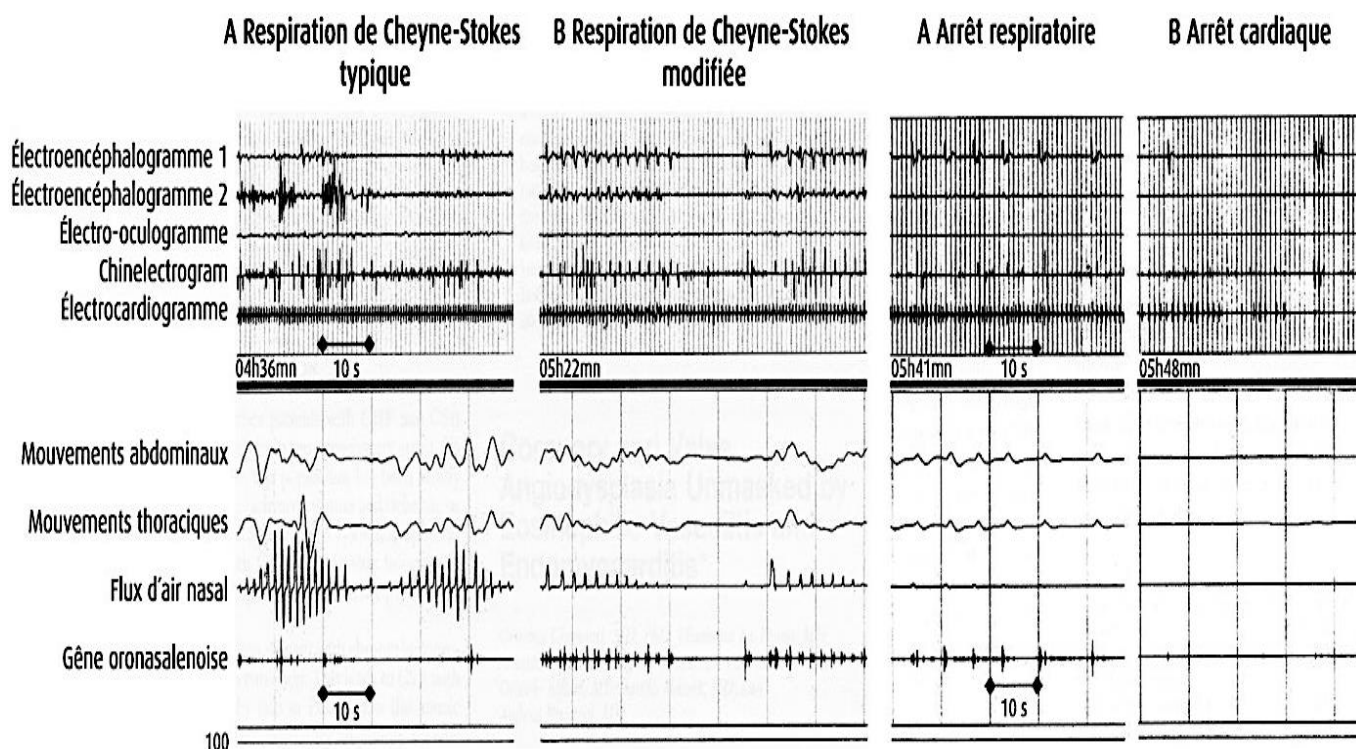 A Respiration de Cheyne-Stokes
typique
B Respiration de Cheyne-Stokes
modifiée
A Arrêt respiratoire
B Arrêt cardiaque
Électroencéphalogramme 1
Électroencéphalogramme 2
Électro-oculogramme
Chinelectrogram
Électrocardiogramme
10 s
10 s
04h36mn
05h22mn
05h41mn
05h48mn
Mouvements abdominaux
Mouvements thoraciques
Flux d'air nasal
Gêne oronasalenoise
10 s
10 s
100